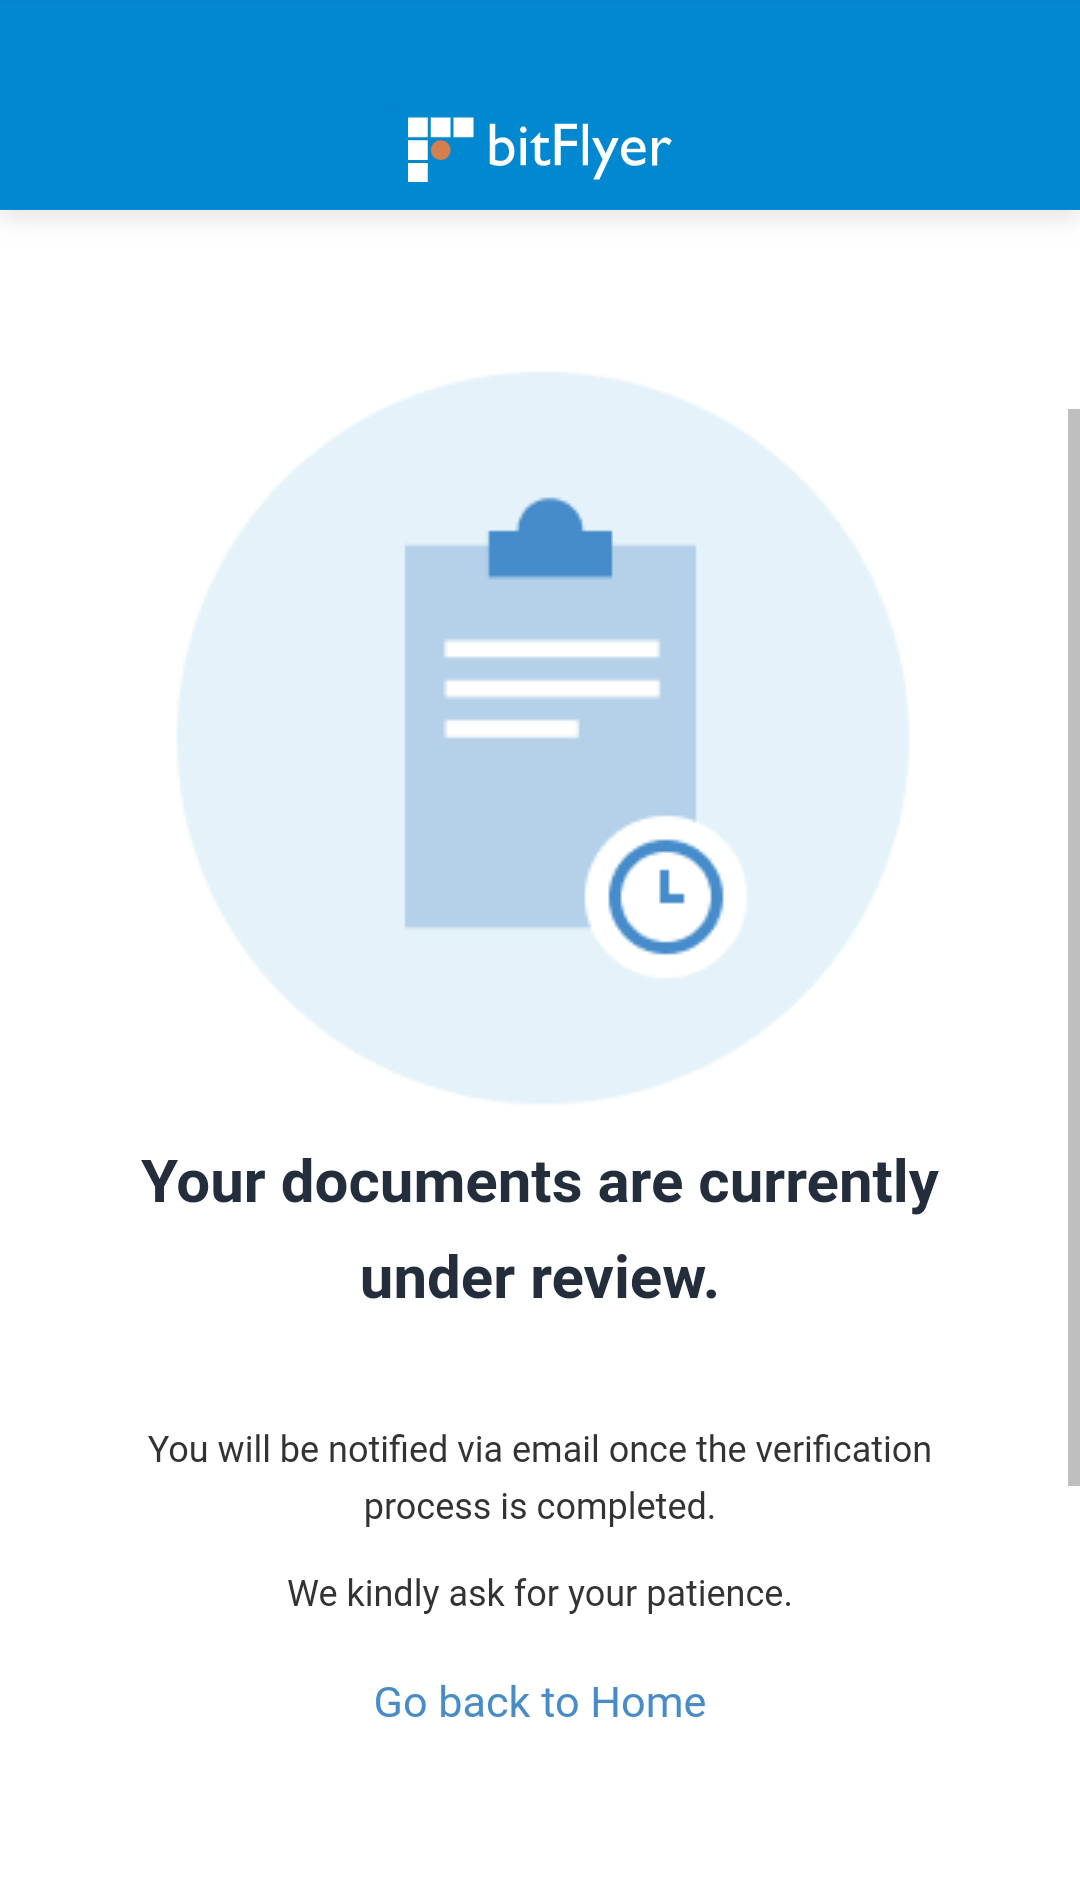 bitFlyer
Your documents are currently
under review.
You will be notified via email once the verification
process is completed.
We kindly ask for your patience.
Go back to Home